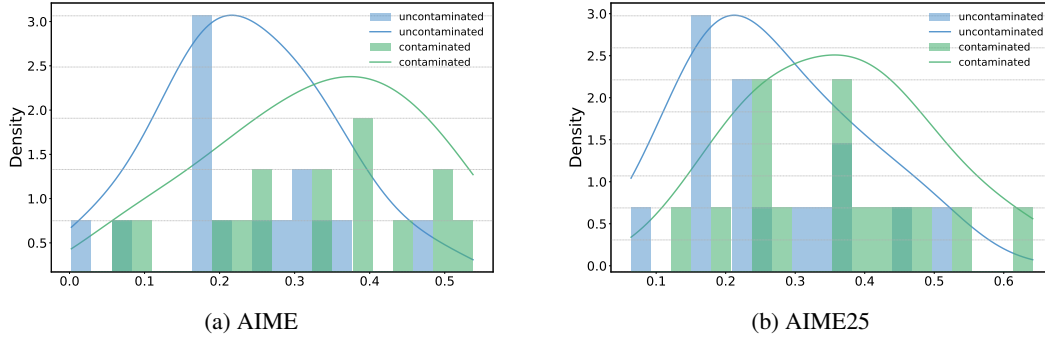 uncontaminated
uncontaminated
contaminated
contaminated
Density
3.0
2.5
2.0
1.5
1.0
0.5
0.0 0.1 0.2 0.3 0.4 0.5
(a) AIME
uncontaminated
uncontaminated
contaminated
contaminated
Density
3.0
2.5
2.0
1.5
1.0
0.5
0.0
0.1 0.2 0.3 0.4 0.5 0.6
(b) AIME25